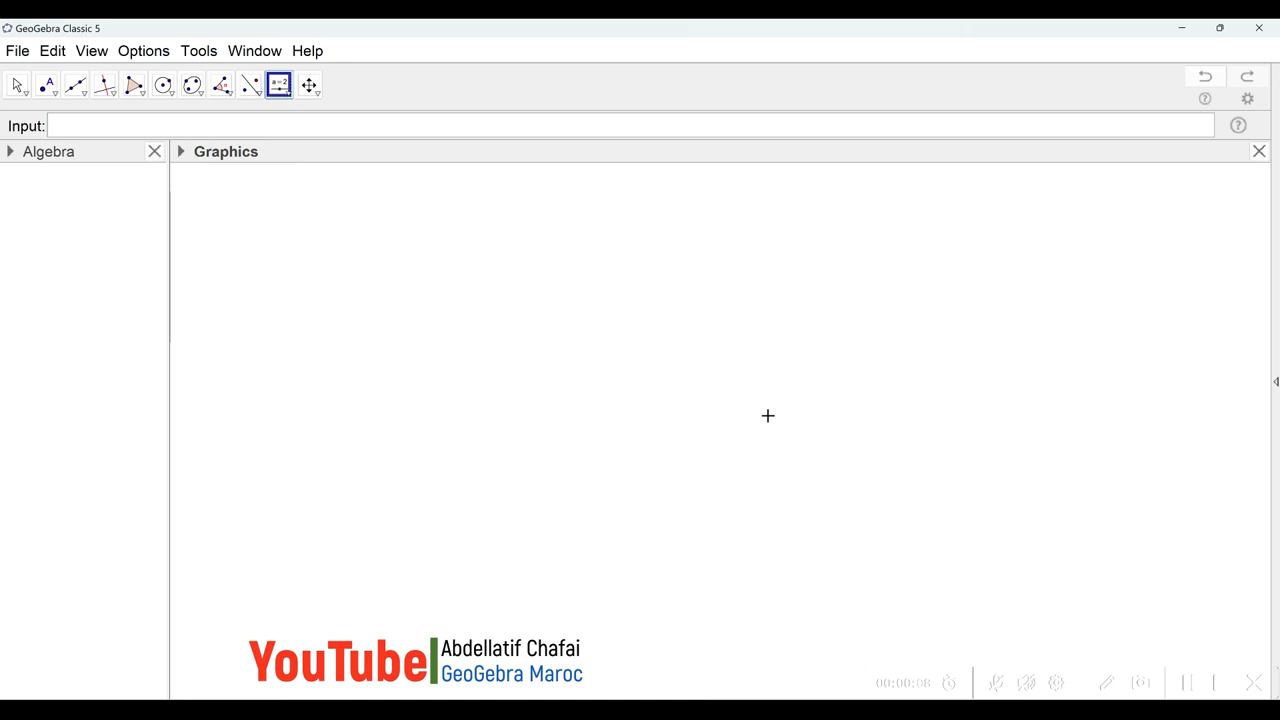 GeoGebra Classic 5
File Edit View Options Tools Window Help
A
a=2
Input:
Algebra
Graphics
YouTube
Abdellatif Chafai
GeoGebra Maroc
00:00:08